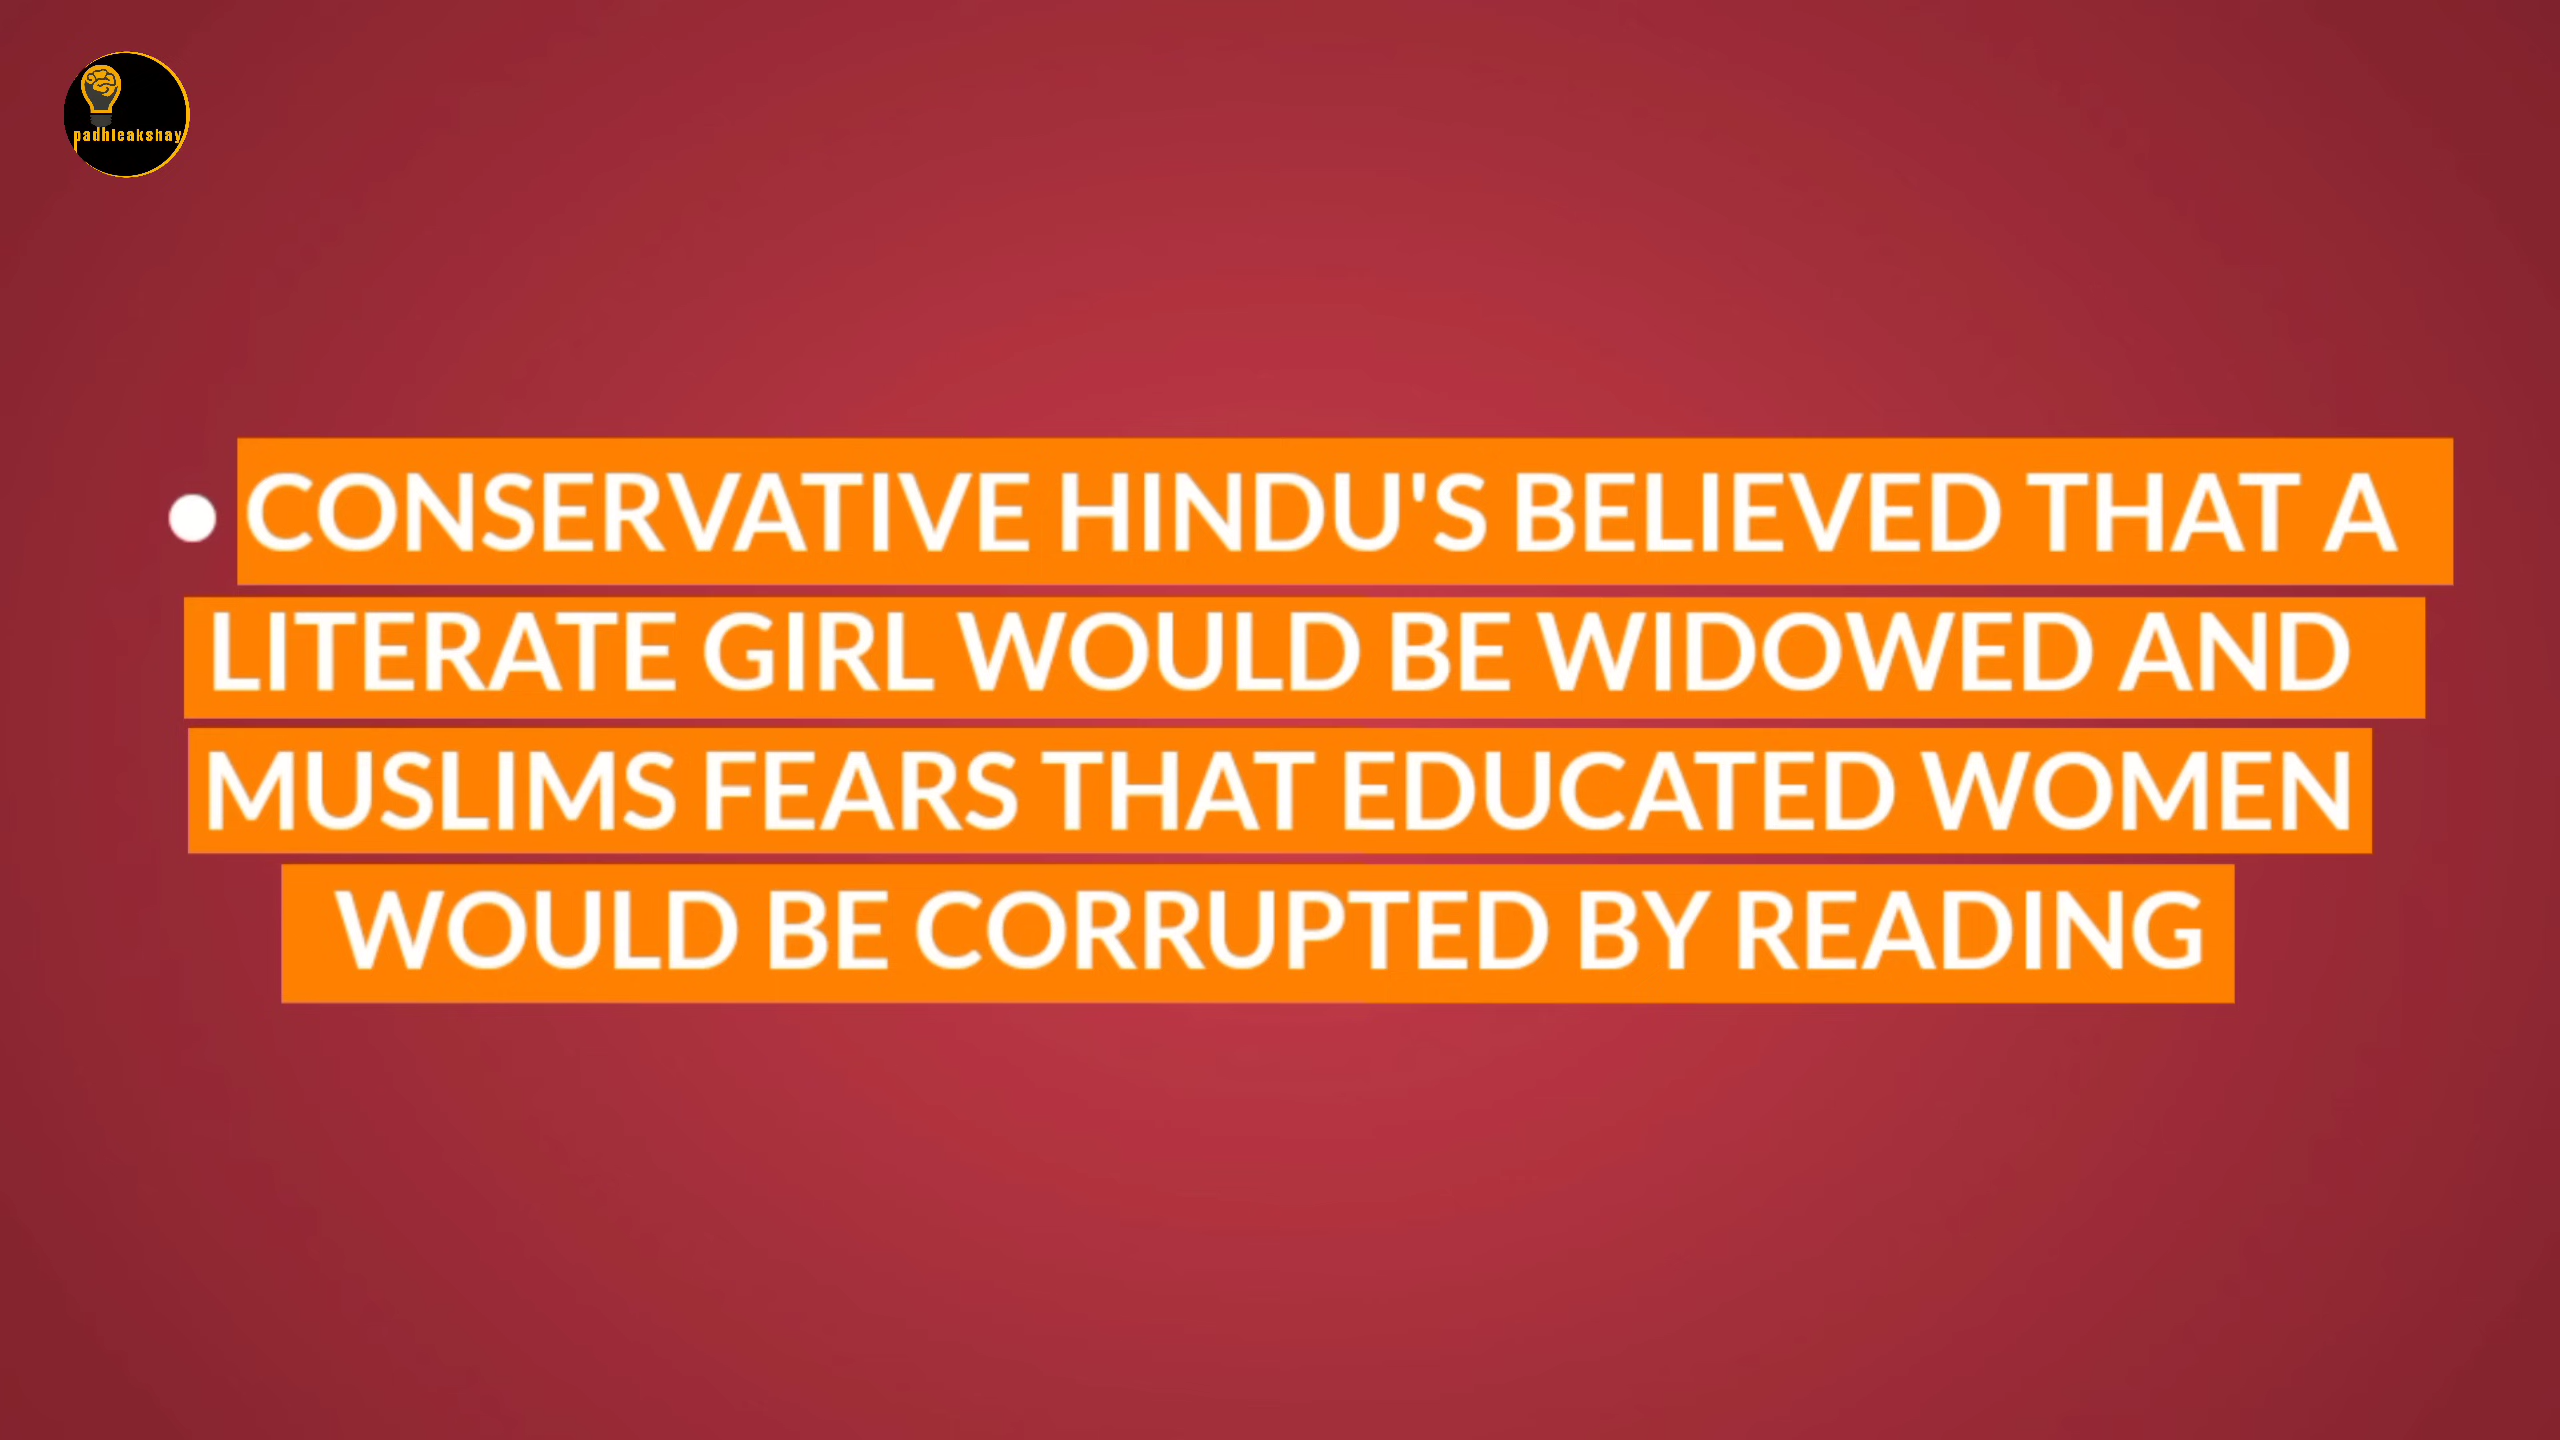 padhleakshay
• CONSERVATIVE HINDU'S BELIEVED THAT A
LITERATE GIRL WOULD BE WIDOWED AND
MUSLIMS FEARS THAT EDUCATED WOMEN
WOULD BE CORRUPTED BY READING